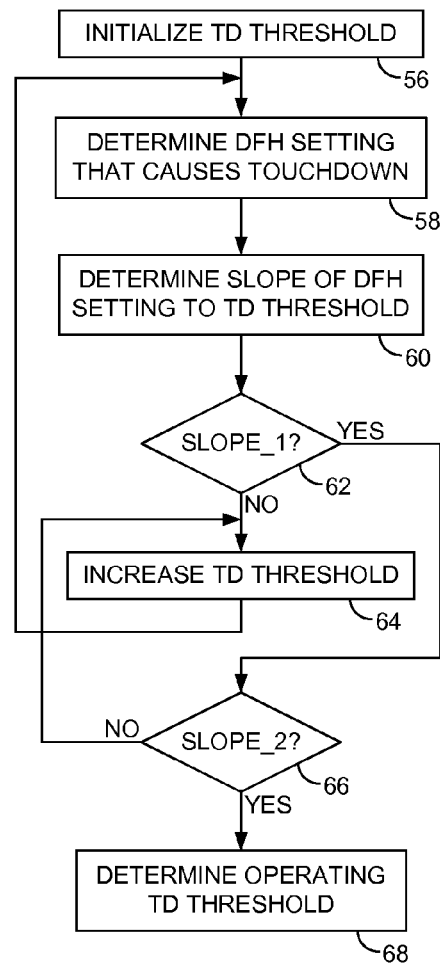 INITIALIZE TD THRESHOLD
56
DETERMINE DFH SETTING
THAT CAUSES TOUCHDOWN
58
DETERMINE SLOPE OF DFH
SETTING TO TD THRESHOLD
60
SLOPE_1?
YES
62
NO
INCREASE TD THRESHOLD
64
NO
SLOPE_2?
66
YES
DETERMINE OPERATING
TD THRESHOLD
68